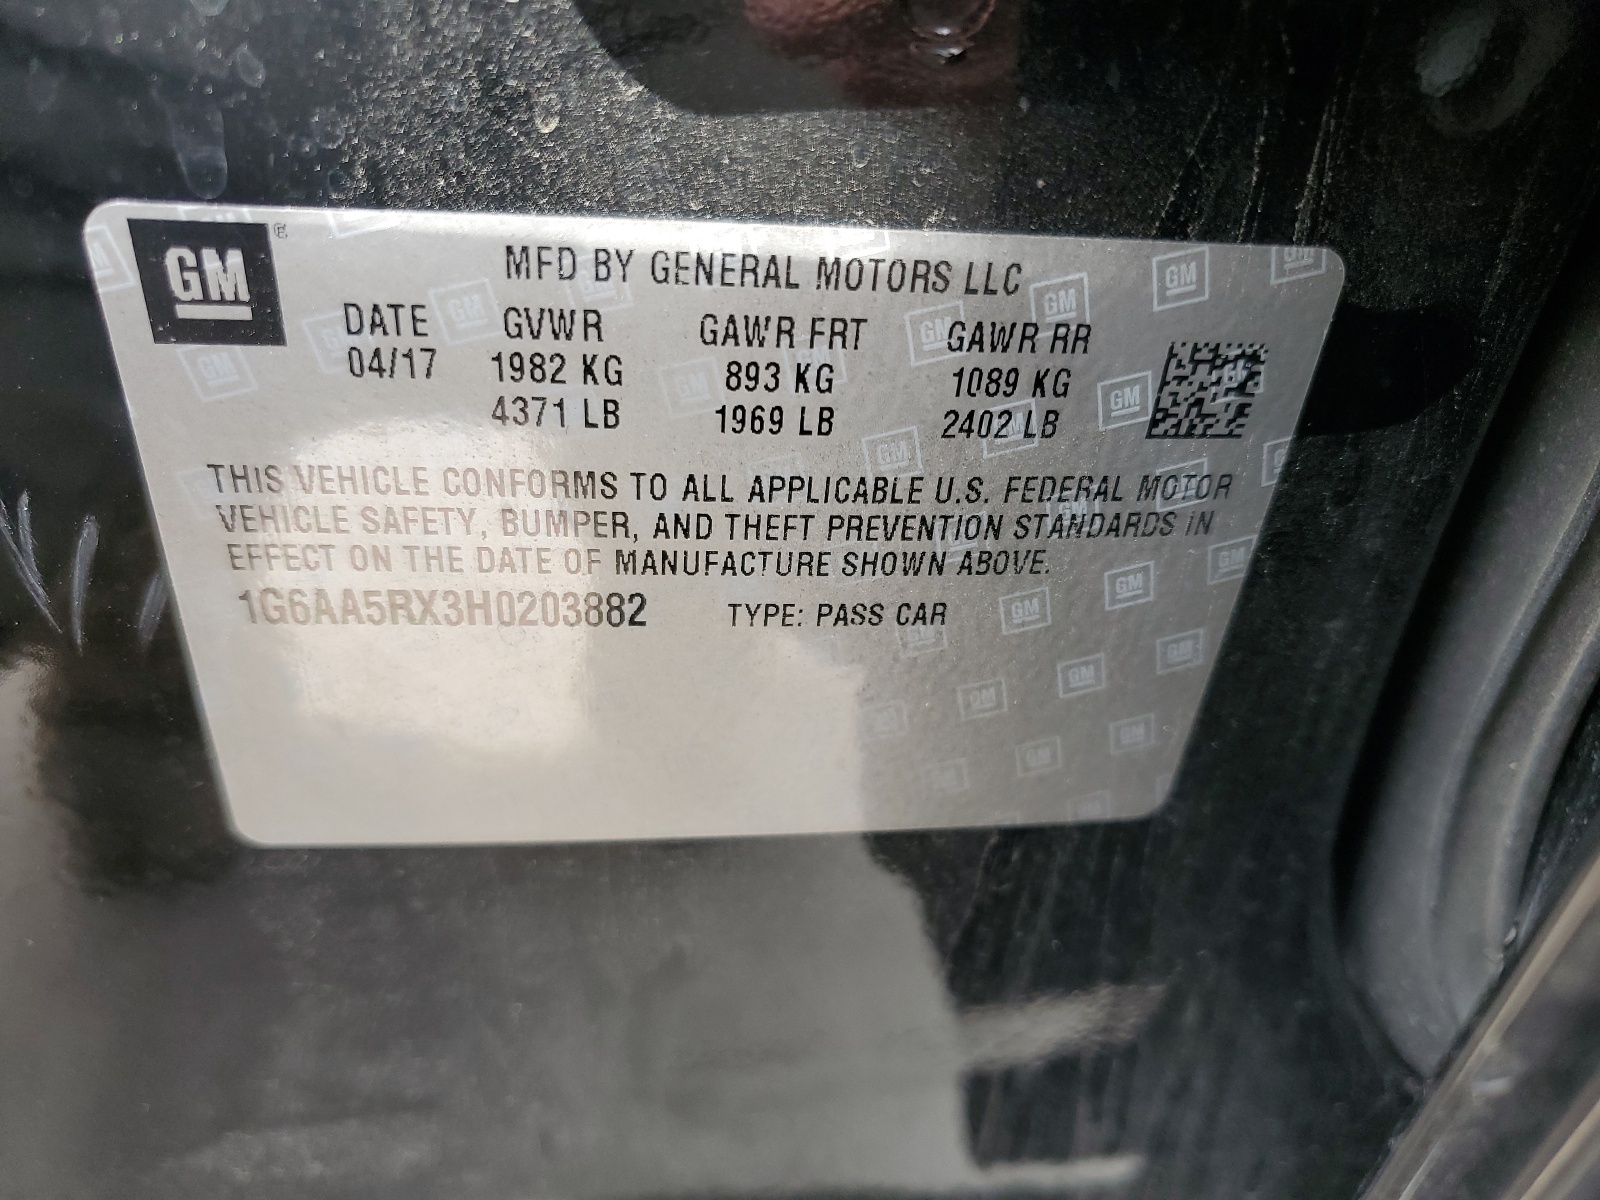 GM
MFD BY GENERAL MOTORS LLC
DATE GVWR GAWR FRT GAWR RR
04/17 1982 KG 893 KG 1089 KG
4371 LB 1969 LB 2402 LB
THIS VEHICLE CONFORMS TO ALL APPLICABLE U.S. FEDERAL MOTOR
VEHICLE SAFETY, BUMPER, AND THEFT PREVENTION STANDARDS IN
EFFECT ON THE DATE OF MANUFACTURE SHOWN ABOVE.
1G6AA5RX3H0203882 TYPE: PASS CAR